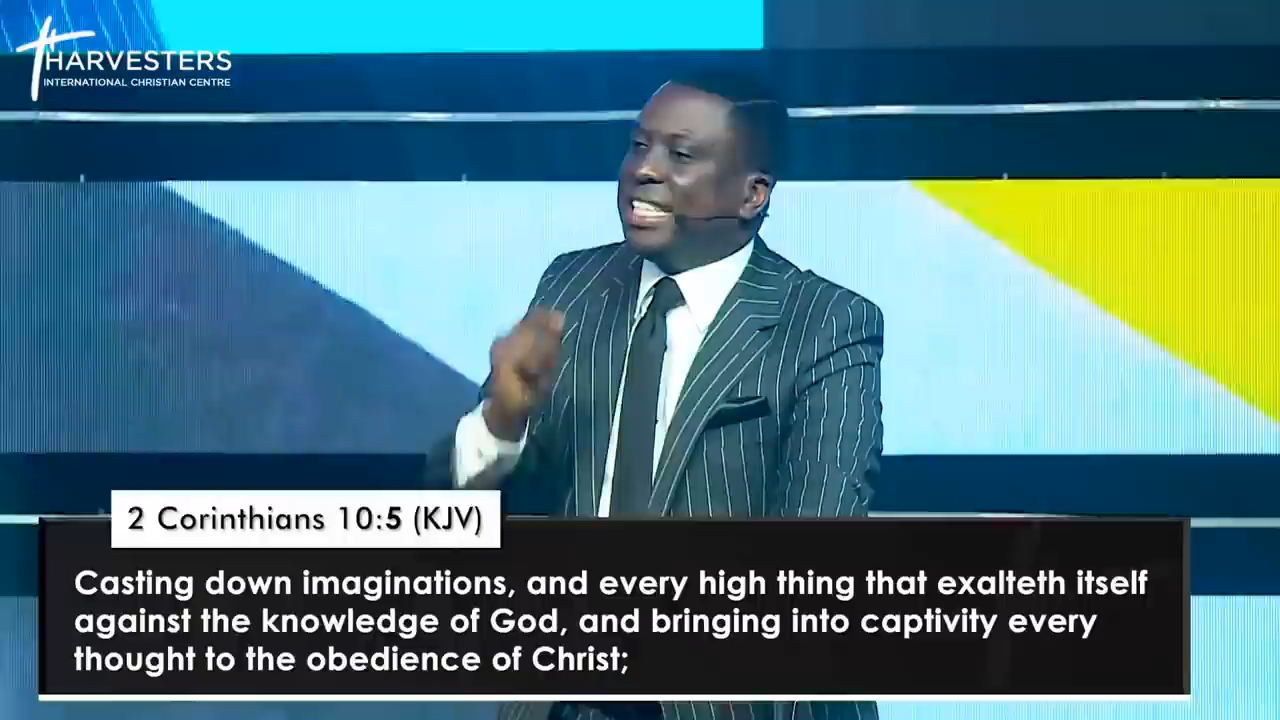 HARVESTERS
INTERNATIONAL CHRISTIAN CENTRE
2 Corinthians 10:5 (KJV)
Casting down imaginations, and every high thing that exalteth itself
against the knowledge of God, and bringing into captivity every
thought to the obedience of Christ;